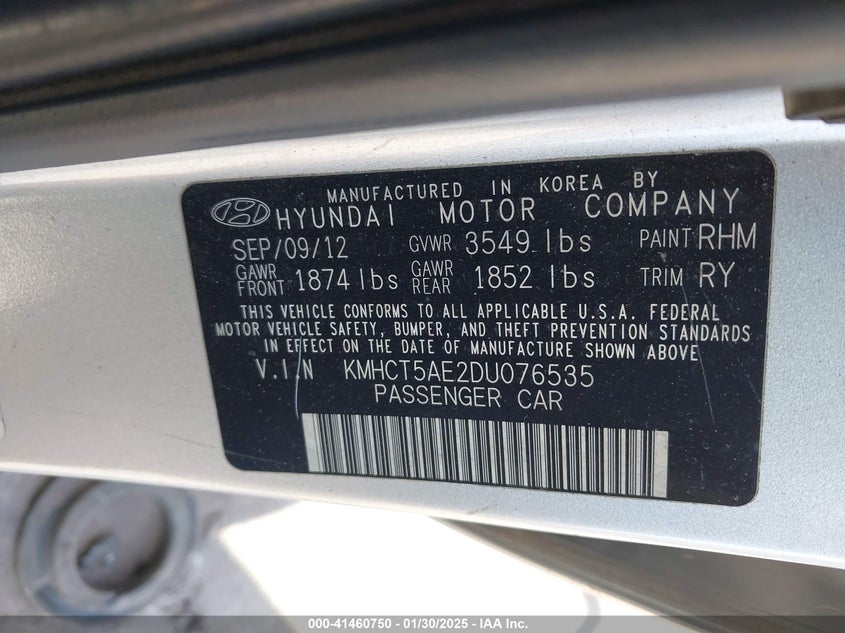 MANUFACTURED IN KOREA BY
HYUNDAI MOTOR COMPANY
SEP/09/12 GVWR 3549 lbs PAINT RHM
GAWR FRONT 1874 lbs GAWR REAR 1852 lbs TRIM RY
THIS VEHICLE CONFORMS TO ALL APPLICABLE U.S.A. FEDERAL
MOTOR VEHICLE SAFETY, BUMPER, AND THEFT PREVENTION STANDARDS
IN EFFECT ON THE DATE OF MANUFACTURE SHOWN ABOVE
V.I.N KMHCT5AE2DU076535
PASSENGER CAR
000-41460750 - 01/30/2025 - IAA Inc.